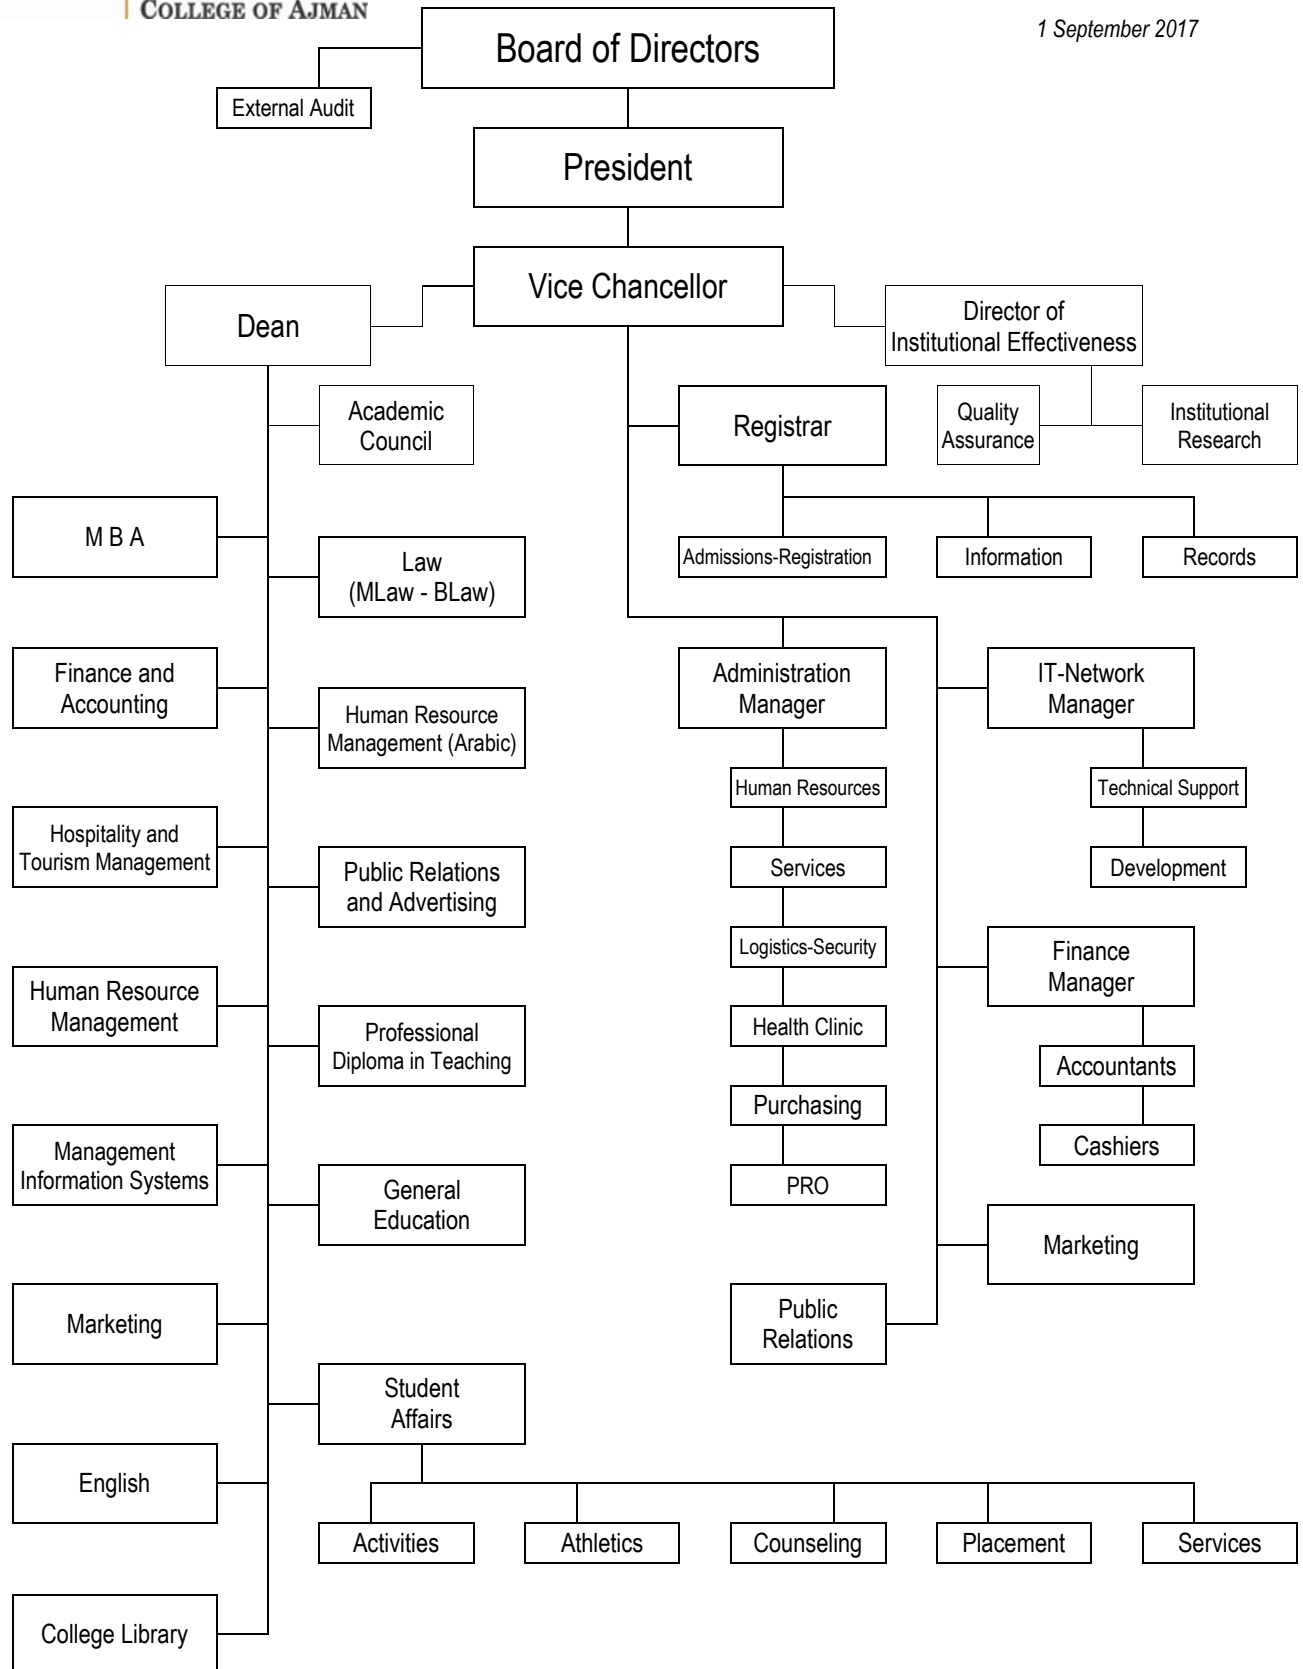 COLLEGE OF AJMAN
1 September 2017
Board of Directors
External Audit
President
Vice Chancellor
Dean
Director of
Institutional Effectiveness
Academic
Council
Registrar
Quality
Assurance
Institutional
Research
M B A
Law
(MLaw - BLaw)
Admissions-Registration
Information
Records
Finance and
Accounting
Human Resource
Management (Arabic)
Administration
Manager
IT-Network
Manager
Human Resources
Technical Support
Hospitality and
Tourism Management
Public Relations
and Advertising
Services
Development
Logistics-Security
Finance
Manager
Human Resource
Management
Professional
Diploma in Teaching
Health Clinic
Accountants
Purchasing
Cashiers
Management
Information Systems
General
Education
PRO
Marketing
Marketing
Public
Relations
Student
Affairs
English
Activities
Athletics
Counseling
Placement
Services
College Library